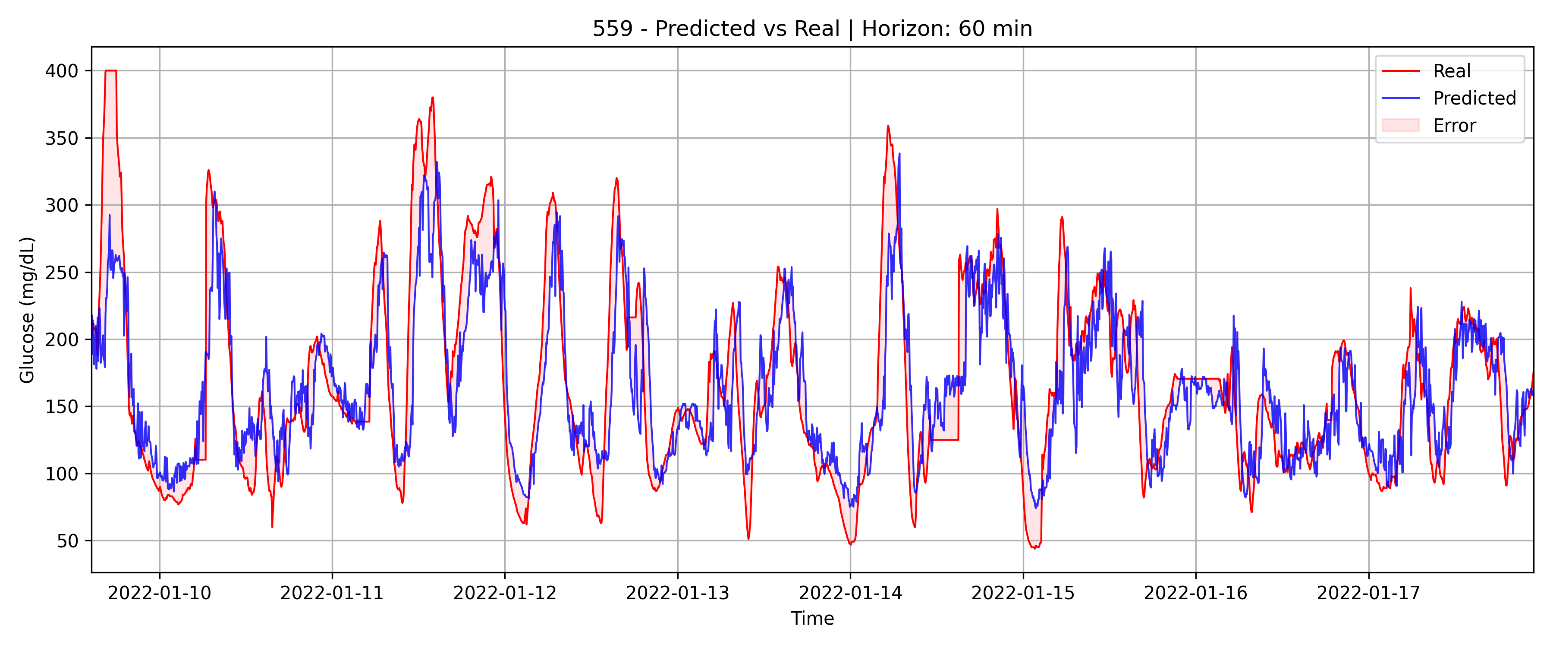 559 - Predicted vs Real | Horizon: 60 min
Real
Predicted
Error
Glucose (mg/dL)
400
350
300
250
200
150
100
50
2022-01-10 2022-01-11 2022-01-12 2022-01-13 2022-01-14 2022-01-15 2022-01-16 2022-01-17
Time